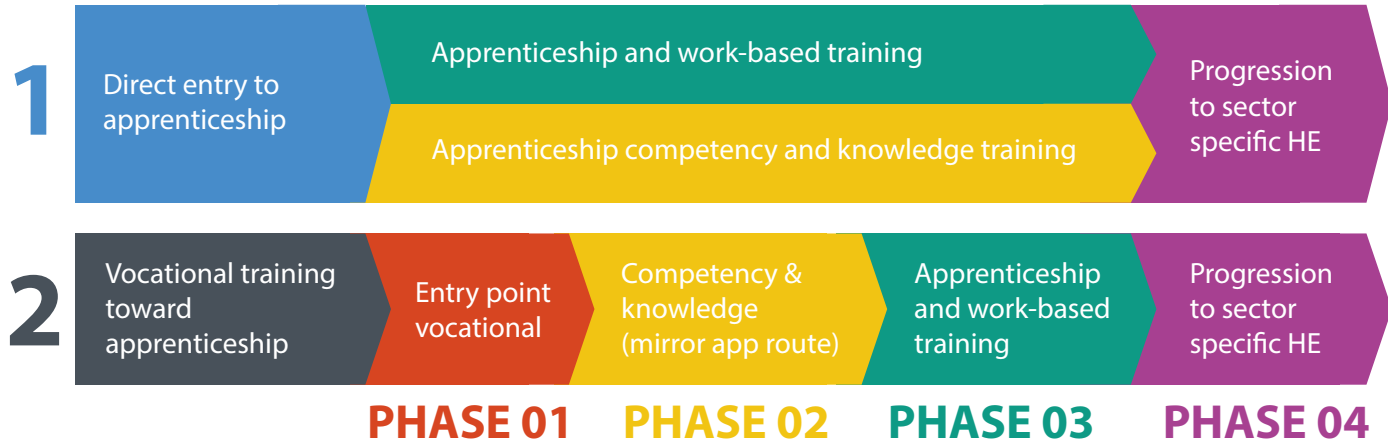 1
Direct entry to
apprenticeship
Apprenticeship and work-based training
Apprenticeship competency and knowledge training
Progression
to sector
specific HE
2
Vocational training
toward
apprenticeship
Entry point
vocational
Competency &
knowledge
(mirror app route)
Apprenticeship
and work-based
training
Progression
to sector
specific HE
PHASE 01
PHASE 02
PHASE 03
PHASE 04